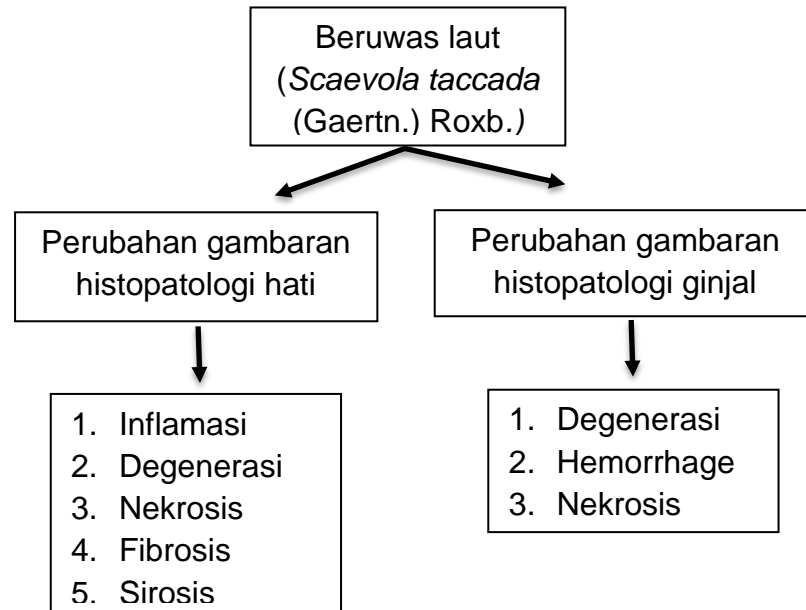 Beruwas laut
(Scaevola taccada
(Gaertn.) Roxb.)
Perubahan gambaran
histopatologi hati
Perubahan gambaran
histopatologi ginjal
1. Inflamasi
2. Degenerasi
3. Nekrosis
4. Fibrosis
5. Sirosis
1. Degenerasi
2. Hemorrhage
3. Nekrosis